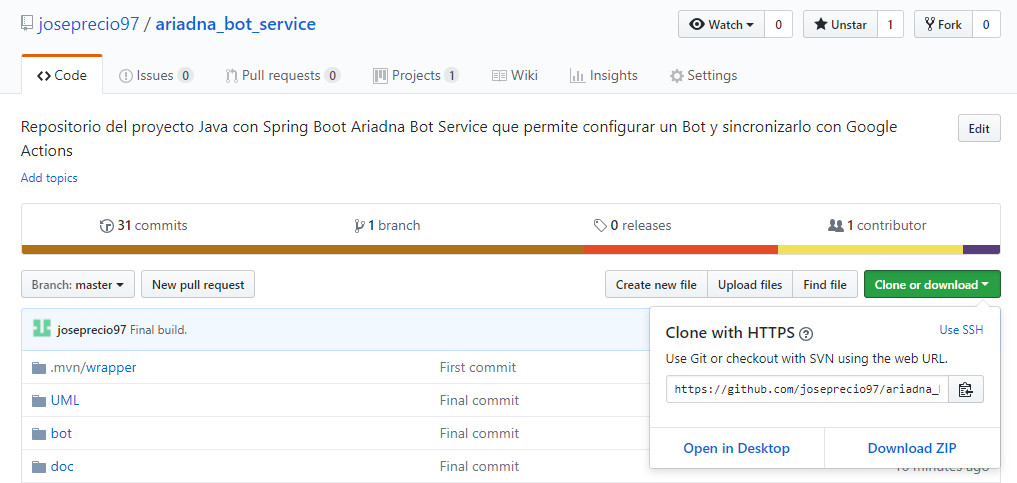 joseprecio97 / ariadna_bot_service
Watch 0 Unstar 1 Fork 0
Code Issues 0 Pull requests 0 Projects 1 Wiki Insights Settings
Repositorio del proyecto Java con Spring Boot Ariadna Bot Service que permite configurar un Bot y sincronizarlo con Google
Actions
Edit
Add topics
31 commits 1 branch 0 releases 1 contributor
Branch: master New pull request Create new file Upload files Find file Clone or download
joseprecio97 Final build.
Clone with HTTPS ? Use SSH
Use Git or checkout with SVN using the web URL.
https://github.com/joseprecio97/ariadna_
Open in Desktop Download ZIP
.mvn/wrapper First commit
UML Final commit
bot Final commit
doc Final commit
10 minutes ago